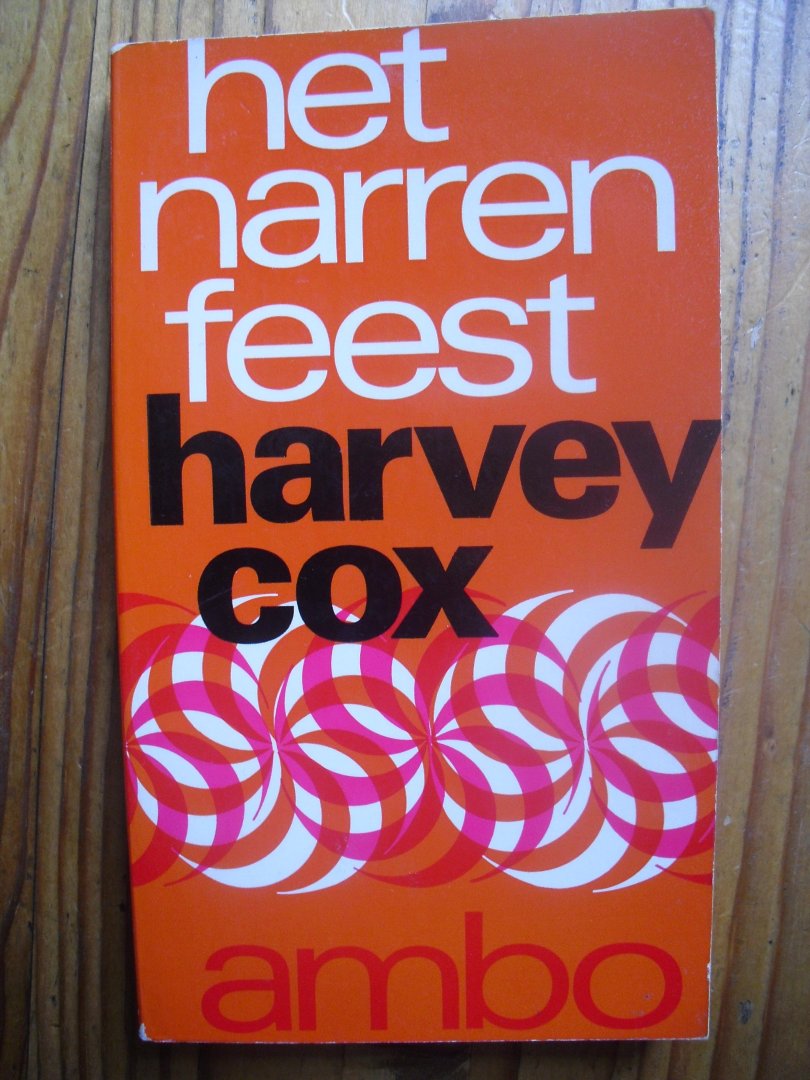 het
narren
feest
harvey
cox
ambo